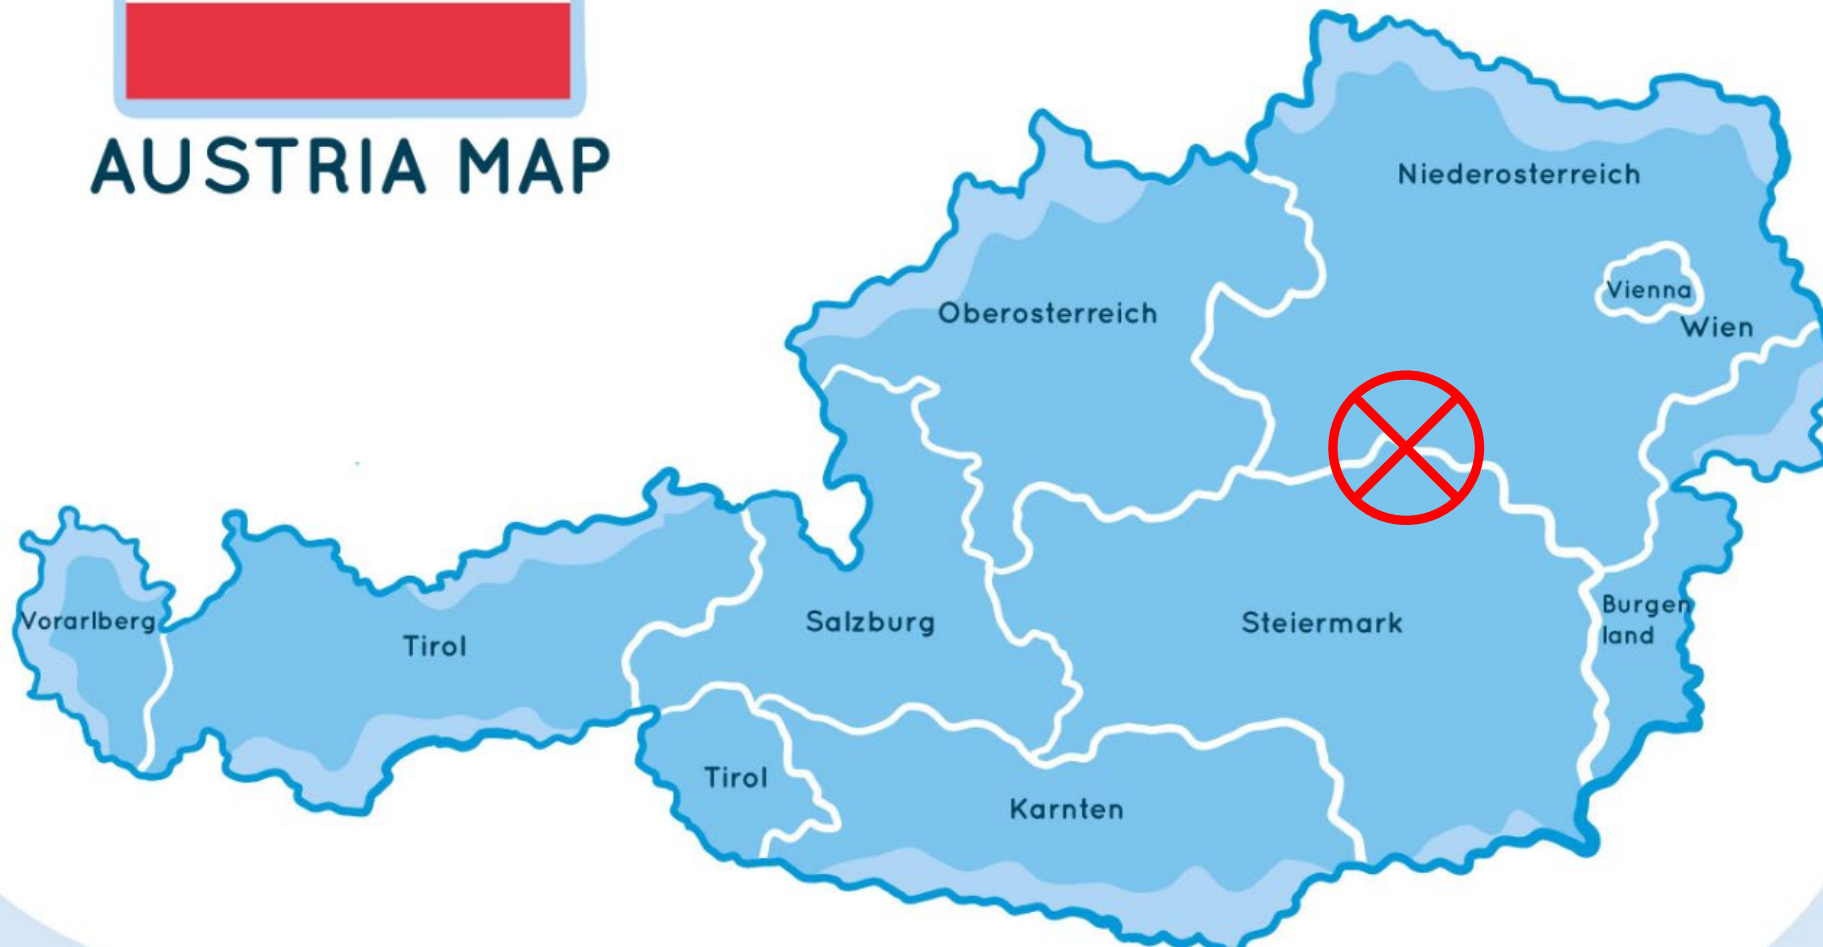 AUSTRIA MAP
Niederosterreich
Vienna
Oberosterreich
Wien
Burgen
land
Vorarlberg
Salzburg
Steiermark
Tirol
Tirol
Karnten